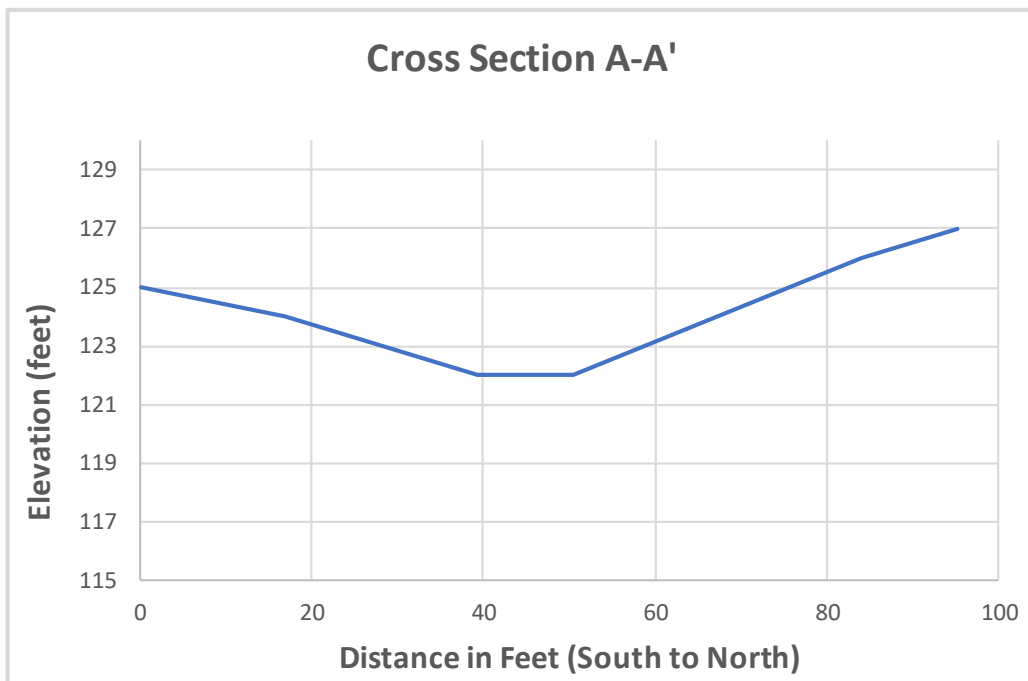 Cross Section A-A'
Elevation (feet)
129
127
125
123
121
119
117
115
0 20 40 60 80 100
Distance in Feet (South to North)